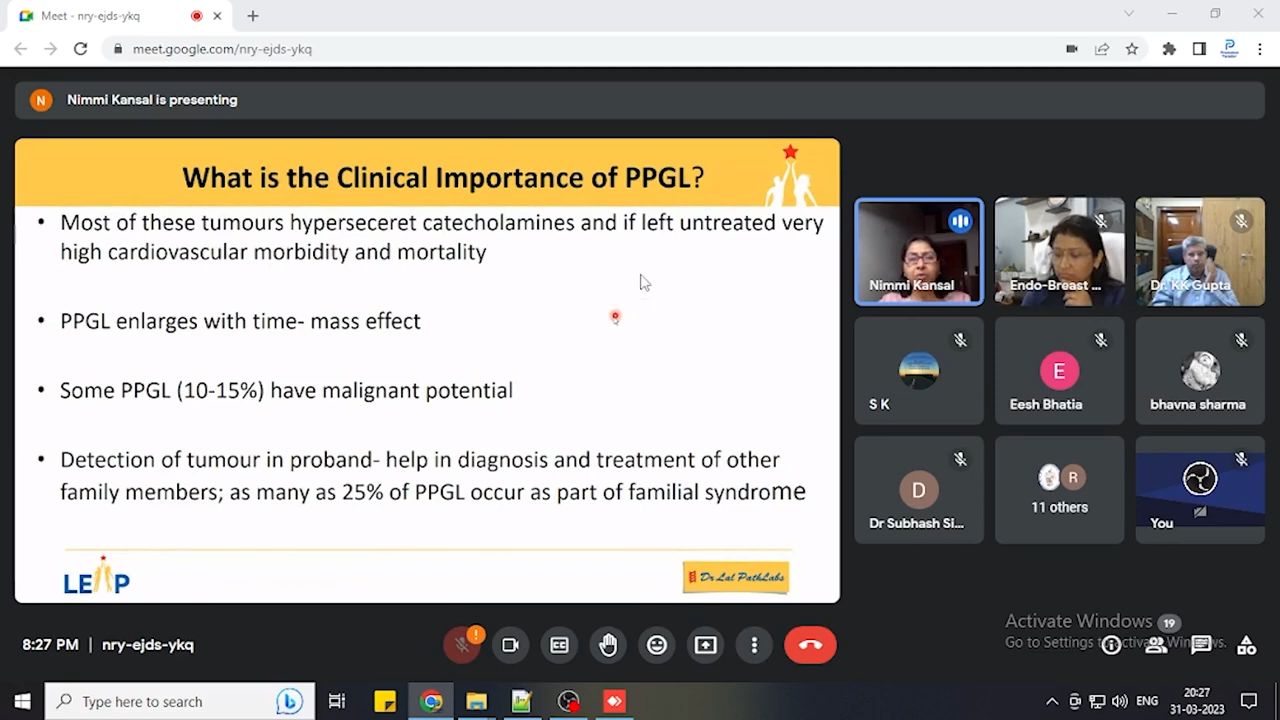 Meet - nry-ejds-ykq
meet.google.com/nry-ejds-ykq
N
Nimmi Kansal is presenting
What is the Clinical Importance of PPGL?
• Most of these tumours hyperseceret catecholamines and if left untreated very
high cardiovascular morbidity and mortality
• PPGL enlarges with time- mass effect
• Some PPGL (10-15%) have malignant potential
• Detection of tumour in proband- help in diagnosis and treatment of other
family members; as many as 25% of PPGL occur as part of familial syndrome
LEAP
Dr Lal PathLabs
Nimmi Kansal
Endo-Breast ...
Dr. KK Gupta
S K
E
Eesh Bhatia
bhavna sharma
D
Dr Subhash Si...
R
11 others
You
Activate Windows
Go to Settings to activate Windows.
19
8:27 PM | nry-ejds-ykq
CC
Type here to search
ENG
20:27
31-03-2023